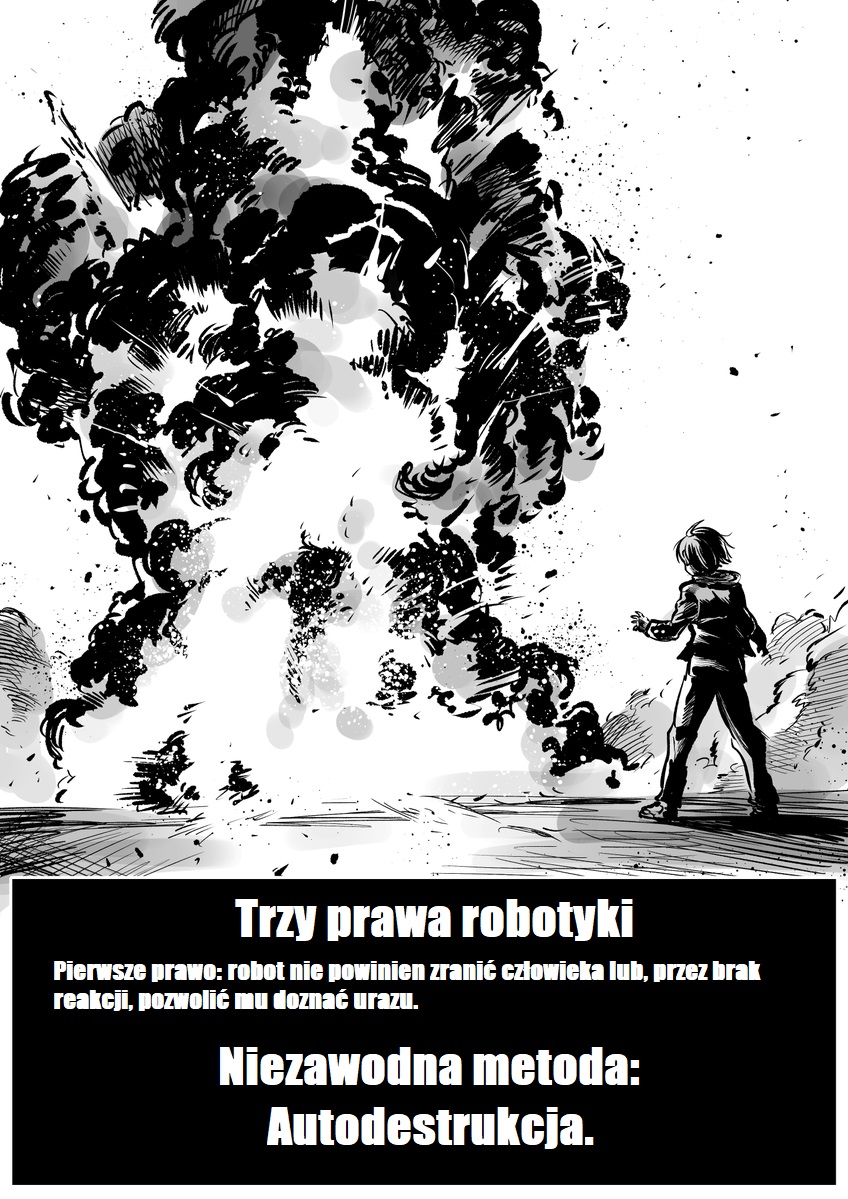 Trzy prawa robotyki
Pierwsze prawo: robot nie powinien zranić człowieka lub, przez brak
reakcji, pozwolić mu doznać urazu.
Niezawodna metoda:
Autodestrukcja.